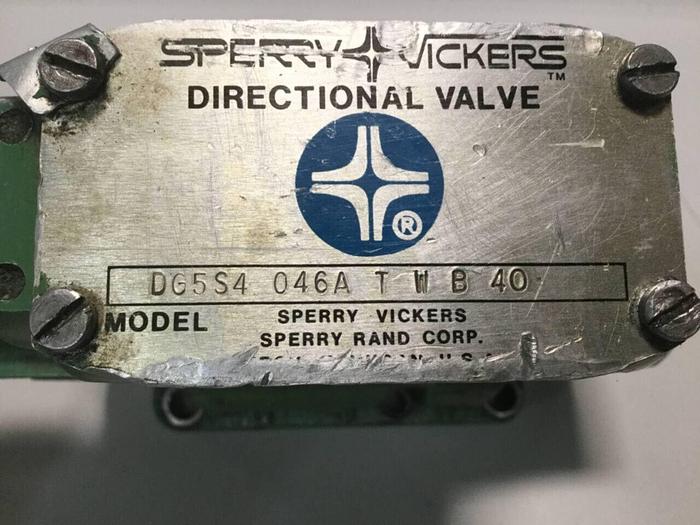 SPERRY VICKERS ™
DIRECTIONAL VALVE
®
DG5S4 046A T W B 40
MODEL
SPERRY VICKERS
SPERRY RAND CORP.
U.S.A.